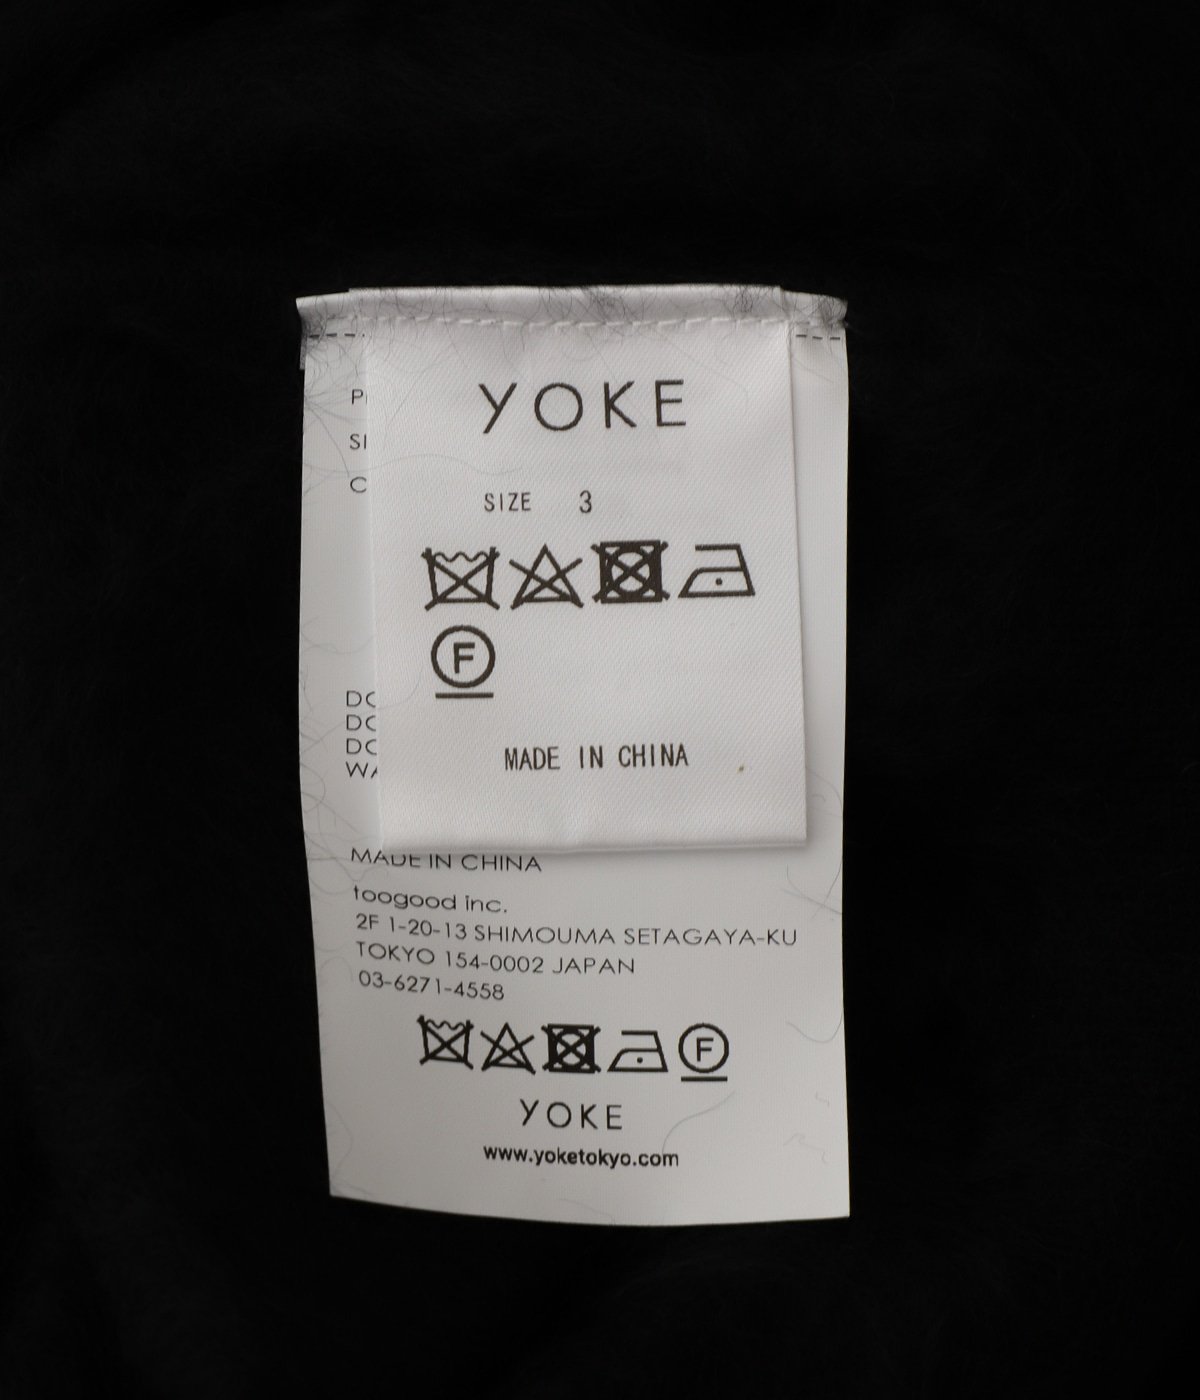 YOKE
SIZE 3
F
MADE IN CHINA
MADE IN CHINA
toogood inc.
2F 1-20-13 SHIMOUMA SETAGAYA-KU
TOKYO 154-0002 JAPAN
03-6271-4558
F
YOKE
www.yoketokyo.com